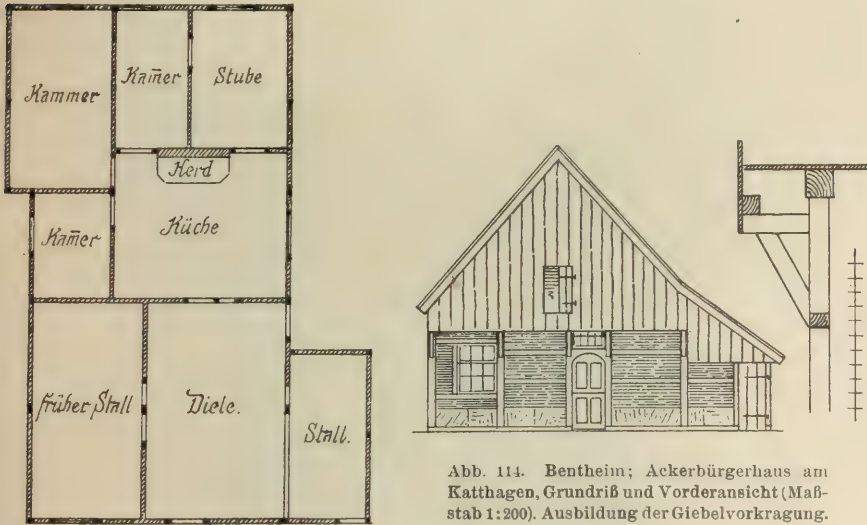 Kammer
Kam̄er
Stube
Herd
Kam̄er
Küche
früher Stall
Diele.
Stall.
Abb. 114. Bentheim; Ackerbürgerhaus am
Katthagen, Grundriß und Vorderansicht (Maß-
stab 1:200). Ausbildung der Giebelvorkragung.